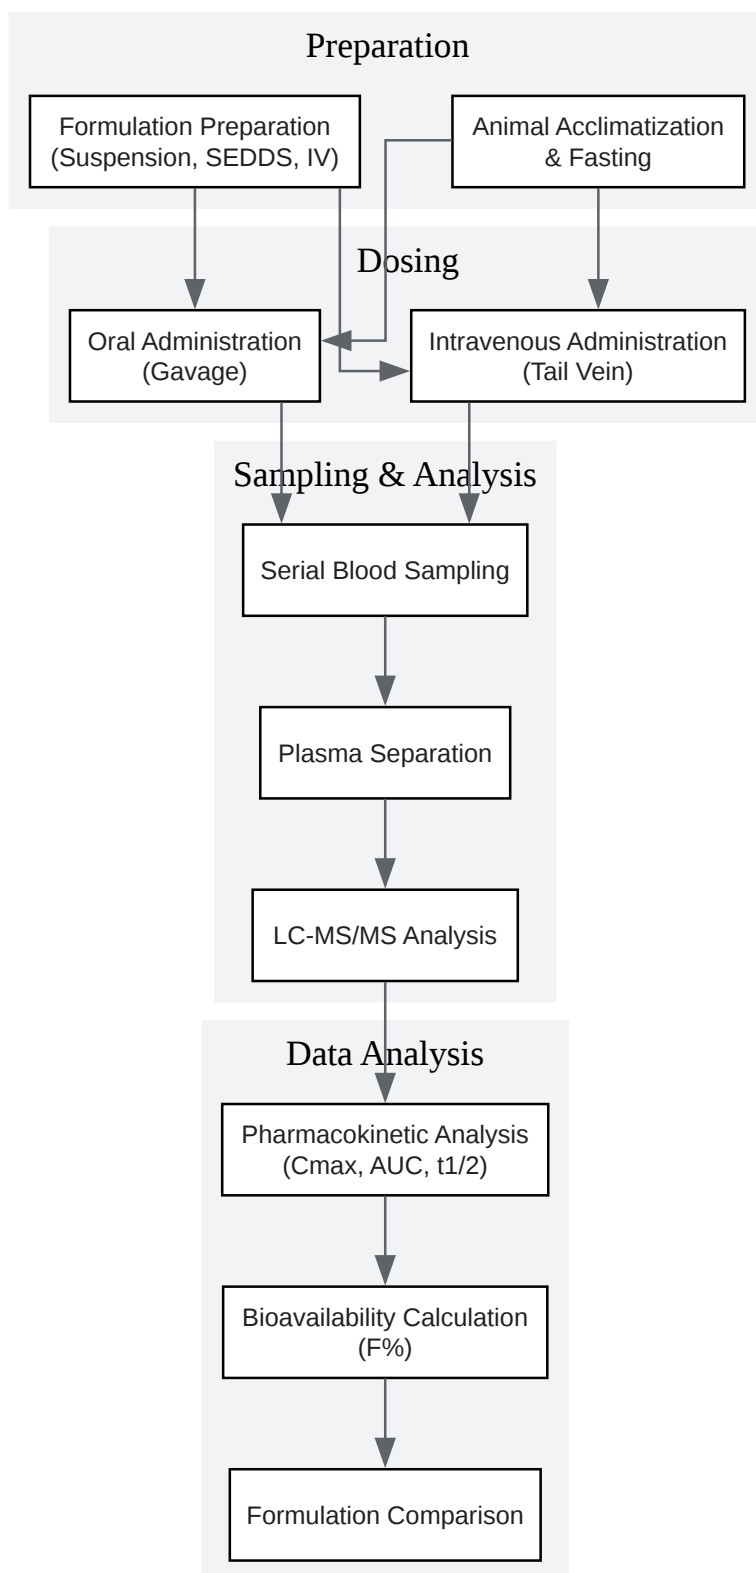 Preparation
Formulation Preparation
(Suspension, SEDDS, IV)
Animal Acclimatization
& Fasting
Dosing
Oral Administration
(Gavage)
Intravenous Administration
(Tail Vein)
Sampling & Analysis
Serial Blood Sampling
Plasma Separation
LC-MS/MS Analysis
Data Analysis
Pharmacokinetic Analysis
(Cmax, AUC, t1/2)
Bioavailability Calculation
(F%)
Formulation Comparison